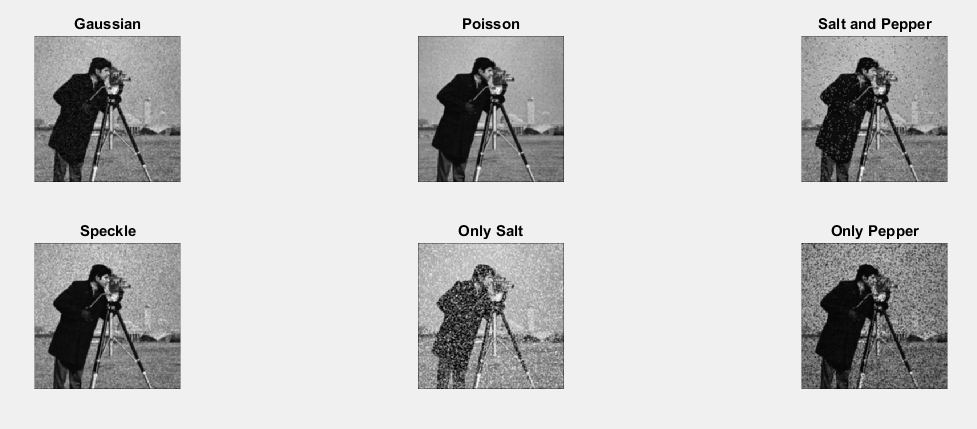 Gaussian
Poisson
Salt and Pepper
Speckle
Only Salt
Only Pepper